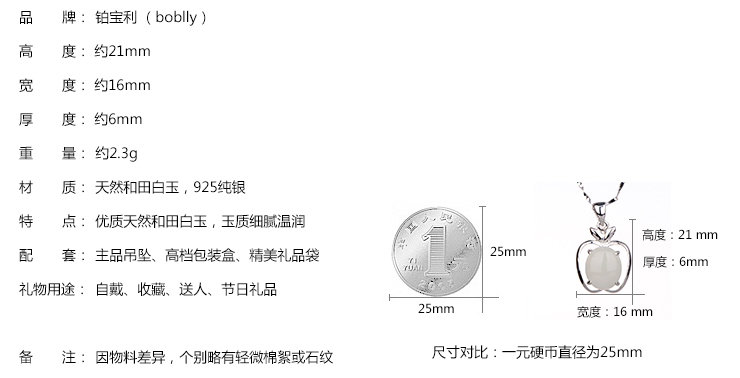 品 牌： 铂宝利（boblly）
高 度： 约21mm
宽 度： 约16mm
厚 度： 约6mm
重 量： 约2.3g
材 质： 天然和田白玉，925纯银
特 点： 优质天然和田白玉，玉质细腻温润
配 套： 主品吊坠、高档包装盒、精美礼品袋
礼物用途： 自戴、收藏、送人、节日礼品
备 注： 因物料差异，个别略有轻微棉絮或石纹
1
YI
YUAN
25mm
25mm
高度：21 mm
厚度：6mm
宽度：16 mm
尺寸对比：一元硬币直径为25mm